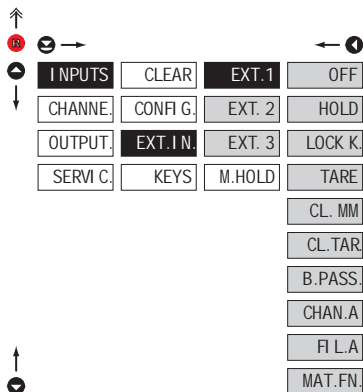 R
INPUTS CLEAR EXT.1 OFF
CHANNE. CONFIG. EXT. 2 HOLD
OUTPUT. EXT.IN. EXT. 3 LOCK K.
SERVIC. KEYS M.HOLD TARE
CL. MM
CL.TAR.
B.PASS.
CHAN.A
FIL.A
MAT.FN.